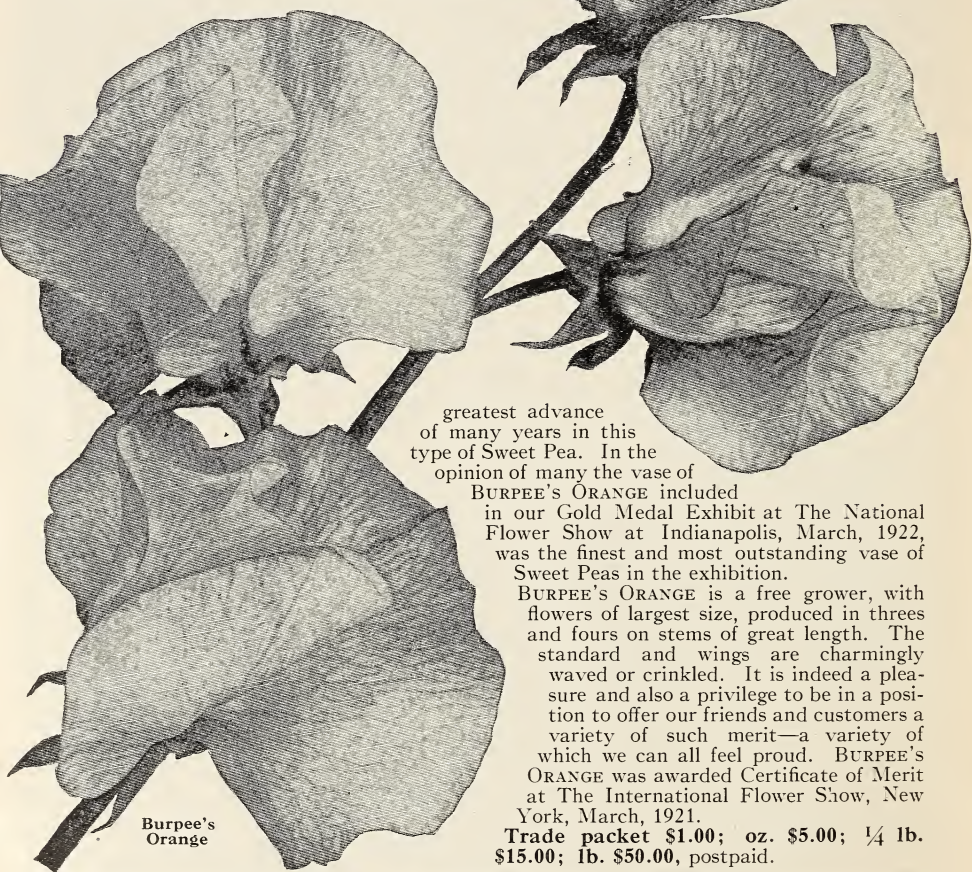 greatest advance
of many years in this
type of Sweet Pea. In the
opinion of many the vase of
BURPEE'S ORANGE included
in our Gold Medal Exhibit at The National
Flower Show at Indianapolis, March, 1922,
was the finest and most outstanding vase of
Sweet Peas in the exhibition.
BURPEE'S ORANGE is a free grower, with
flowers of largest size, produced in threes
and fours on stems of great length. The
standard and wings are charmingly
waved or crinkled. It is indeed a plea-
sure and also a privilege to be in a posi-
tion to offer our friends and customers a
variety of such merit—a variety of
which we can all feel proud. BURPEE'S
ORANGE was awarded Certificate of Merit
at The International Flower Show, New
York, March, 1921.
Trade packet $1.00; oz. $5.00; ¼ lb.
$15.00; lb. $50.00, postpaid.
Burpee's
Orange